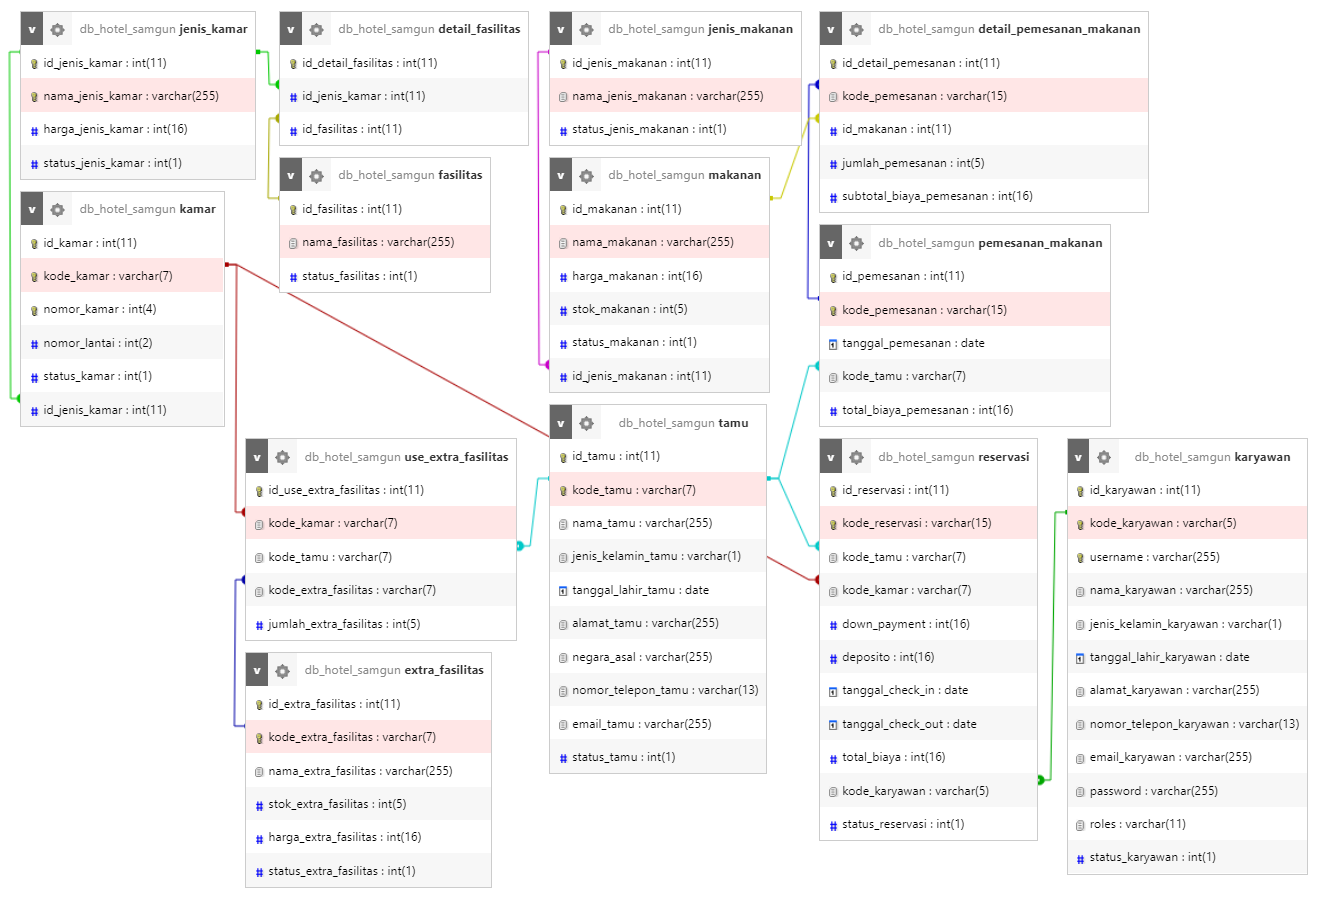 v db_hotel_samgun jenis_kamar
id_jenis_kamar : int(11)
nama_jenis_kamar : varchar(255)
# harga_jenis_kamar : int(16)
# status_jenis_kamar : int(1)
v db_hotel_samgun kamar
id_kamar : int(11)
kode_kamar : varchar(7)
nomor_kamar : int(4)
# nomor_lantai : int(2)
# status_kamar : int(1)
# id_jenis_kamar : int(11)
v db_hotel_samgun detail_fasilitas
id_detail_fasilitas : int(11)
# id_jenis_kamar : int(11)
# id_fasilitas : int(11)
v db_hotel_samgun fasilitas
id_fasilitas : int(11)
nama_fasilitas : varchar(255)
# status_fasilitas : int(1)
v db_hotel_samgun use_extra_fasilitas
id_use_extra_fasilitas : int(11)
kode_kamar : varchar(7)
kode_tamu : varchar(7)
kode_extra_fasilitas : varchar(7)
# jumlah_extra_fasilitas : int(5)
v db_hotel_samgun extra_fasilitas
id_extra_fasilitas : int(11)
kode_extra_fasilitas : varchar(7)
nama_extra_fasilitas : varchar(255)
# stok_extra_fasilitas : int(5)
# harga_extra_fasilitas : int(16)
# status_extra_fasilitas : int(1)
v db_hotel_samgun jenis_makanan
id_jenis_makanan : int(11)
nama_jenis_makanan : varchar(255)
# status_jenis_makanan : int(1)
v db_hotel_samgun makanan
id_makanan : int(11)
nama_makanan : varchar(255)
# harga_makanan : int(16)
# stok_makanan : int(5)
# status_makanan : int(1)
# id_jenis_makanan : int(11)
v db_hotel_samgun tamu
id_tamu : int(11)
kode_tamu : varchar(7)
nama_tamu : varchar(255)
jenis_kelamin_tamu : varchar(1)
tanggal_lahir_tamu : date
alamat_tamu : varchar(255)
negara_asal : varchar(255)
nomor_telepon_tamu : varchar(13)
email_tamu : varchar(255)
# status_tamu : int(1)
v db_hotel_samgun detail_pemesanan_makanan
id_detail_pemesanan : int(11)
kode_pemesanan : varchar(15)
# id_makanan : int(11)
# jumlah_pemesanan : int(5)
# subtotal_biaya_pemesanan : int(16)
v db_hotel_samgun pemesanan_makanan
id_pemesanan : int(11)
kode_pemesanan : varchar(15)
tanggal_pemesanan : date
kode_tamu : varchar(7)
# total_biaya_pemesanan : int(16)
v db_hotel_samgun reservasi
id_reservasi : int(11)
kode_reservasi : varchar(15)
kode_tamu : varchar(7)
kode_kamar : varchar(7)
# down_payment : int(16)
# deposito : int(16)
tanggal_check_in : date
tanggal_check_out : date
# total_biaya : int(16)
kode_karyawan : varchar(5)
# status_reservasi : int(1)
v db_hotel_samgun karyawan
id_karyawan : int(11)
kode_karyawan : varchar(5)
username : varchar(255)
nama_karyawan : varchar(255)
jenis_kelamin_karyawan : varchar(1)
tanggal_lahir_karyawan : date
alamat_karyawan : varchar(255)
nomor_telepon_karyawan : varchar(13)
email_karyawan : varchar(255)
password : varchar(255)
roles : varchar(11)
# status_karyawan : int(1)